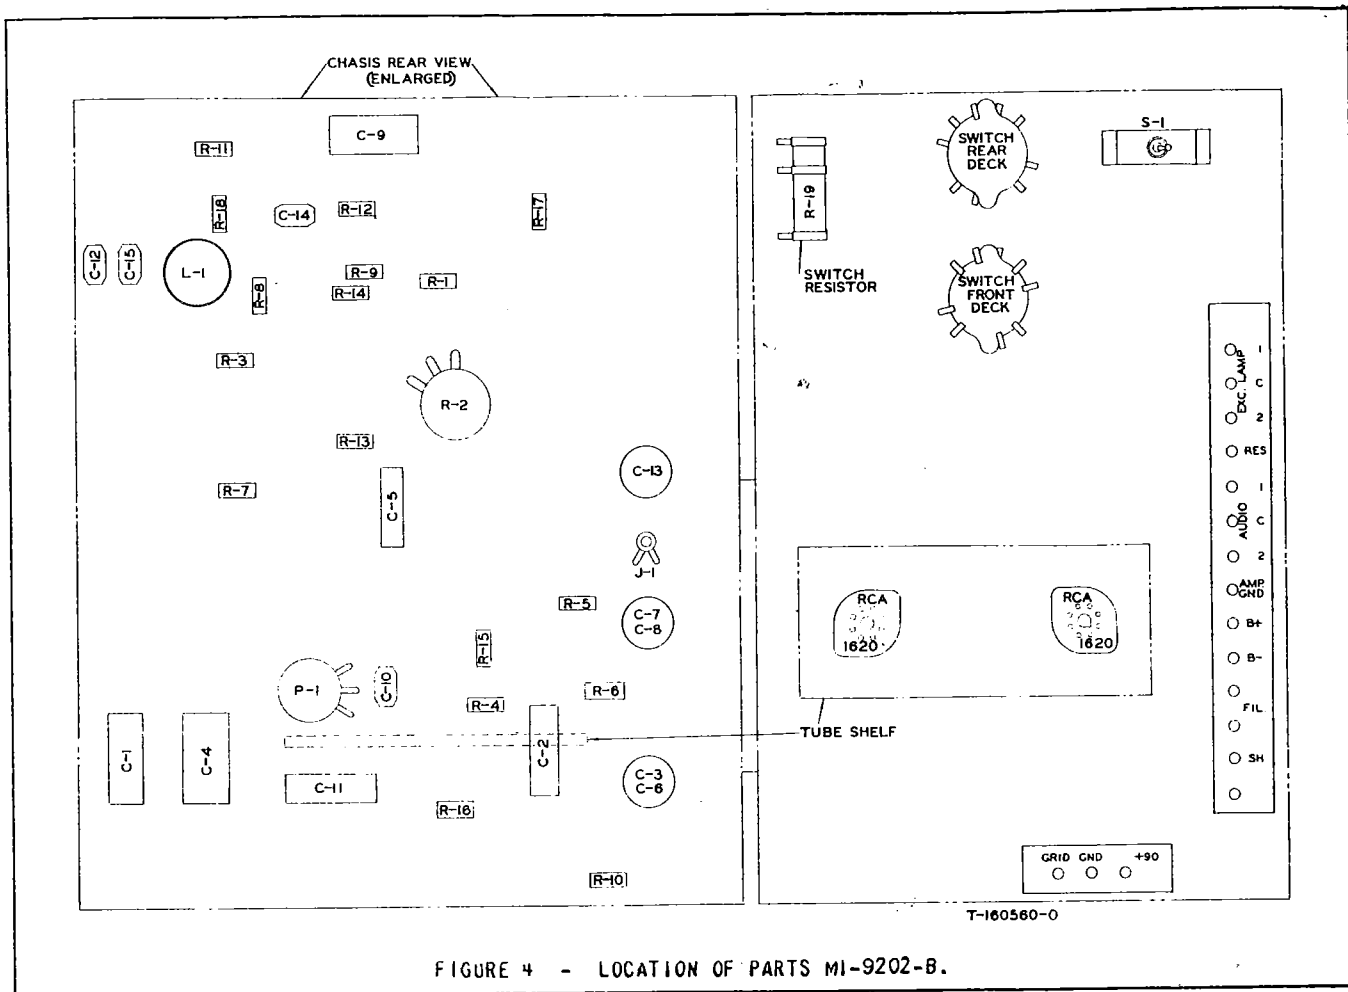 CHASIS REAR VIEW
(ENLARGED)
C-9
R-11
R-18
C-14
R-12
R-17
C-12
C-15
L-1
R-8
R-9
R-14
R-1
R-3
R-2
R-13
R-7
C-5
C-13
J-1
R-5
C-7
C-8
R-15
P-1
C-10
R-4
R-6
C-1
C-4
C-11
C-2
R-16
C-3
C-6
R-10
SWITCH
REAR
DECK
S-1
R-19
SWITCH
RESISTOR
SWITCH
FRONT
DECK
EXC. LAMP
1
C
2
RES
AUDIO
1
C
2
AMP
GND
B+
B-
FIL.
SH
RCA
1620
RCA
1620
TUBE SHELF
GRID GND +90
T-160560-0
FIGURE 4 - LOCATION OF PARTS MI-9202-B.